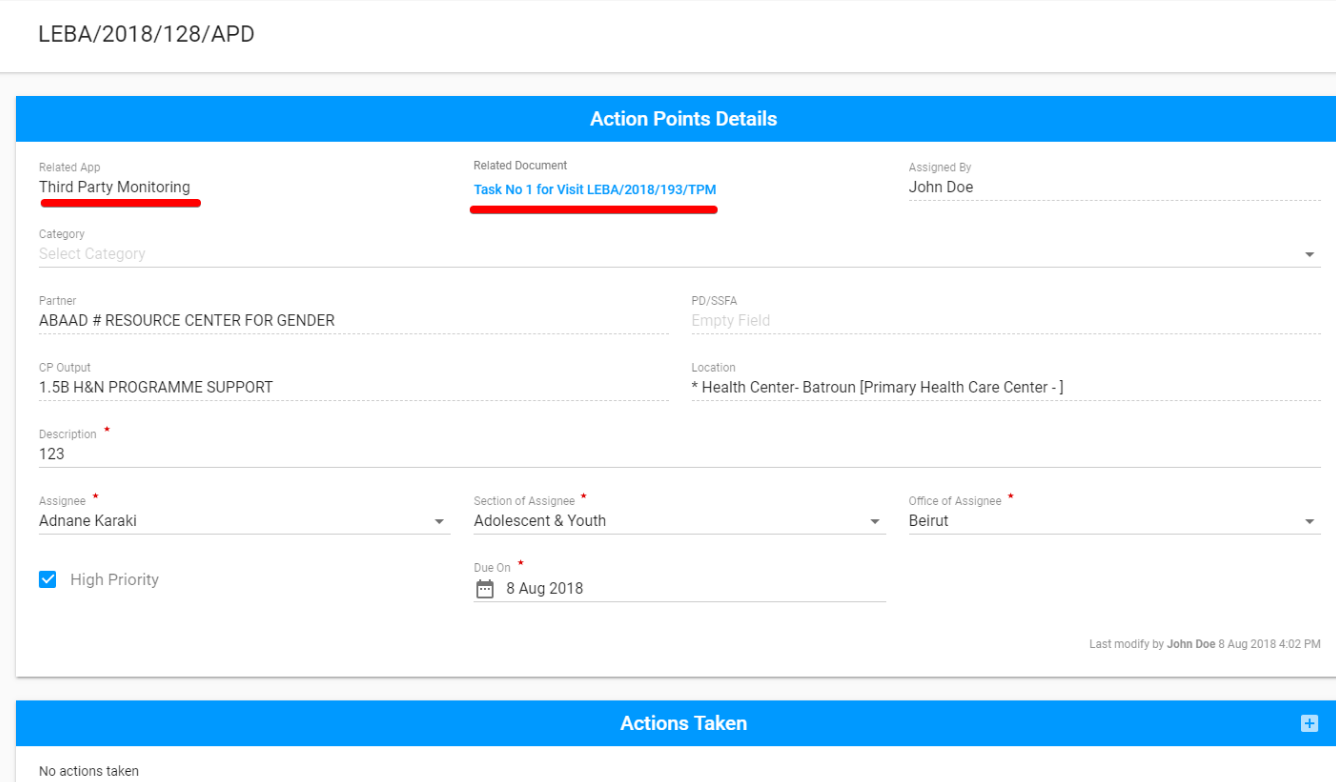 LEBA/2018/128/APD
Action Points Details
Related App Related Document Assigned By
Third Party Monitoring Task No 1 for Visit LEBA/2018/193/TPM John Doe
Category
Select Category
Partner PD/SSFA
ABAAD # RESOURCE CENTER FOR GENDER Empty Field
CP Output Location
1.5B H&N PROGRAMME SUPPORT * Health Center- Batroun [Primary Health Care Center - ]
Description *
123
Assignee * Section of Assignee * Office of Assignee *
Adnane Karaki Adolescent & Youth Beirut
Due On *
High Priority 8 Aug 2018
Last modify by John Doe 8 Aug 2018 4:02 PM
Actions Taken
No actions taken